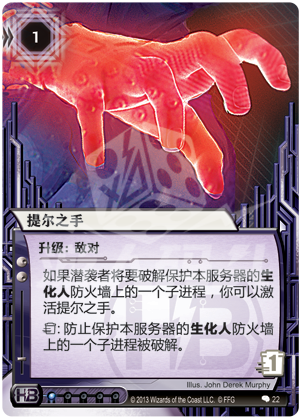 1
提尔之手
升级: 敌对
如果潜袭者将要破解保护本服务器的生
化人防火墙上的一个子进程，你可以激
活提尔之手。
: 防止保护本服务器的生化人防火墙
上的一个子进程被破解。
1
Illus. John Derek Murphy
HB
© 2013 Wizards of the Coast LLC. © FFG
22